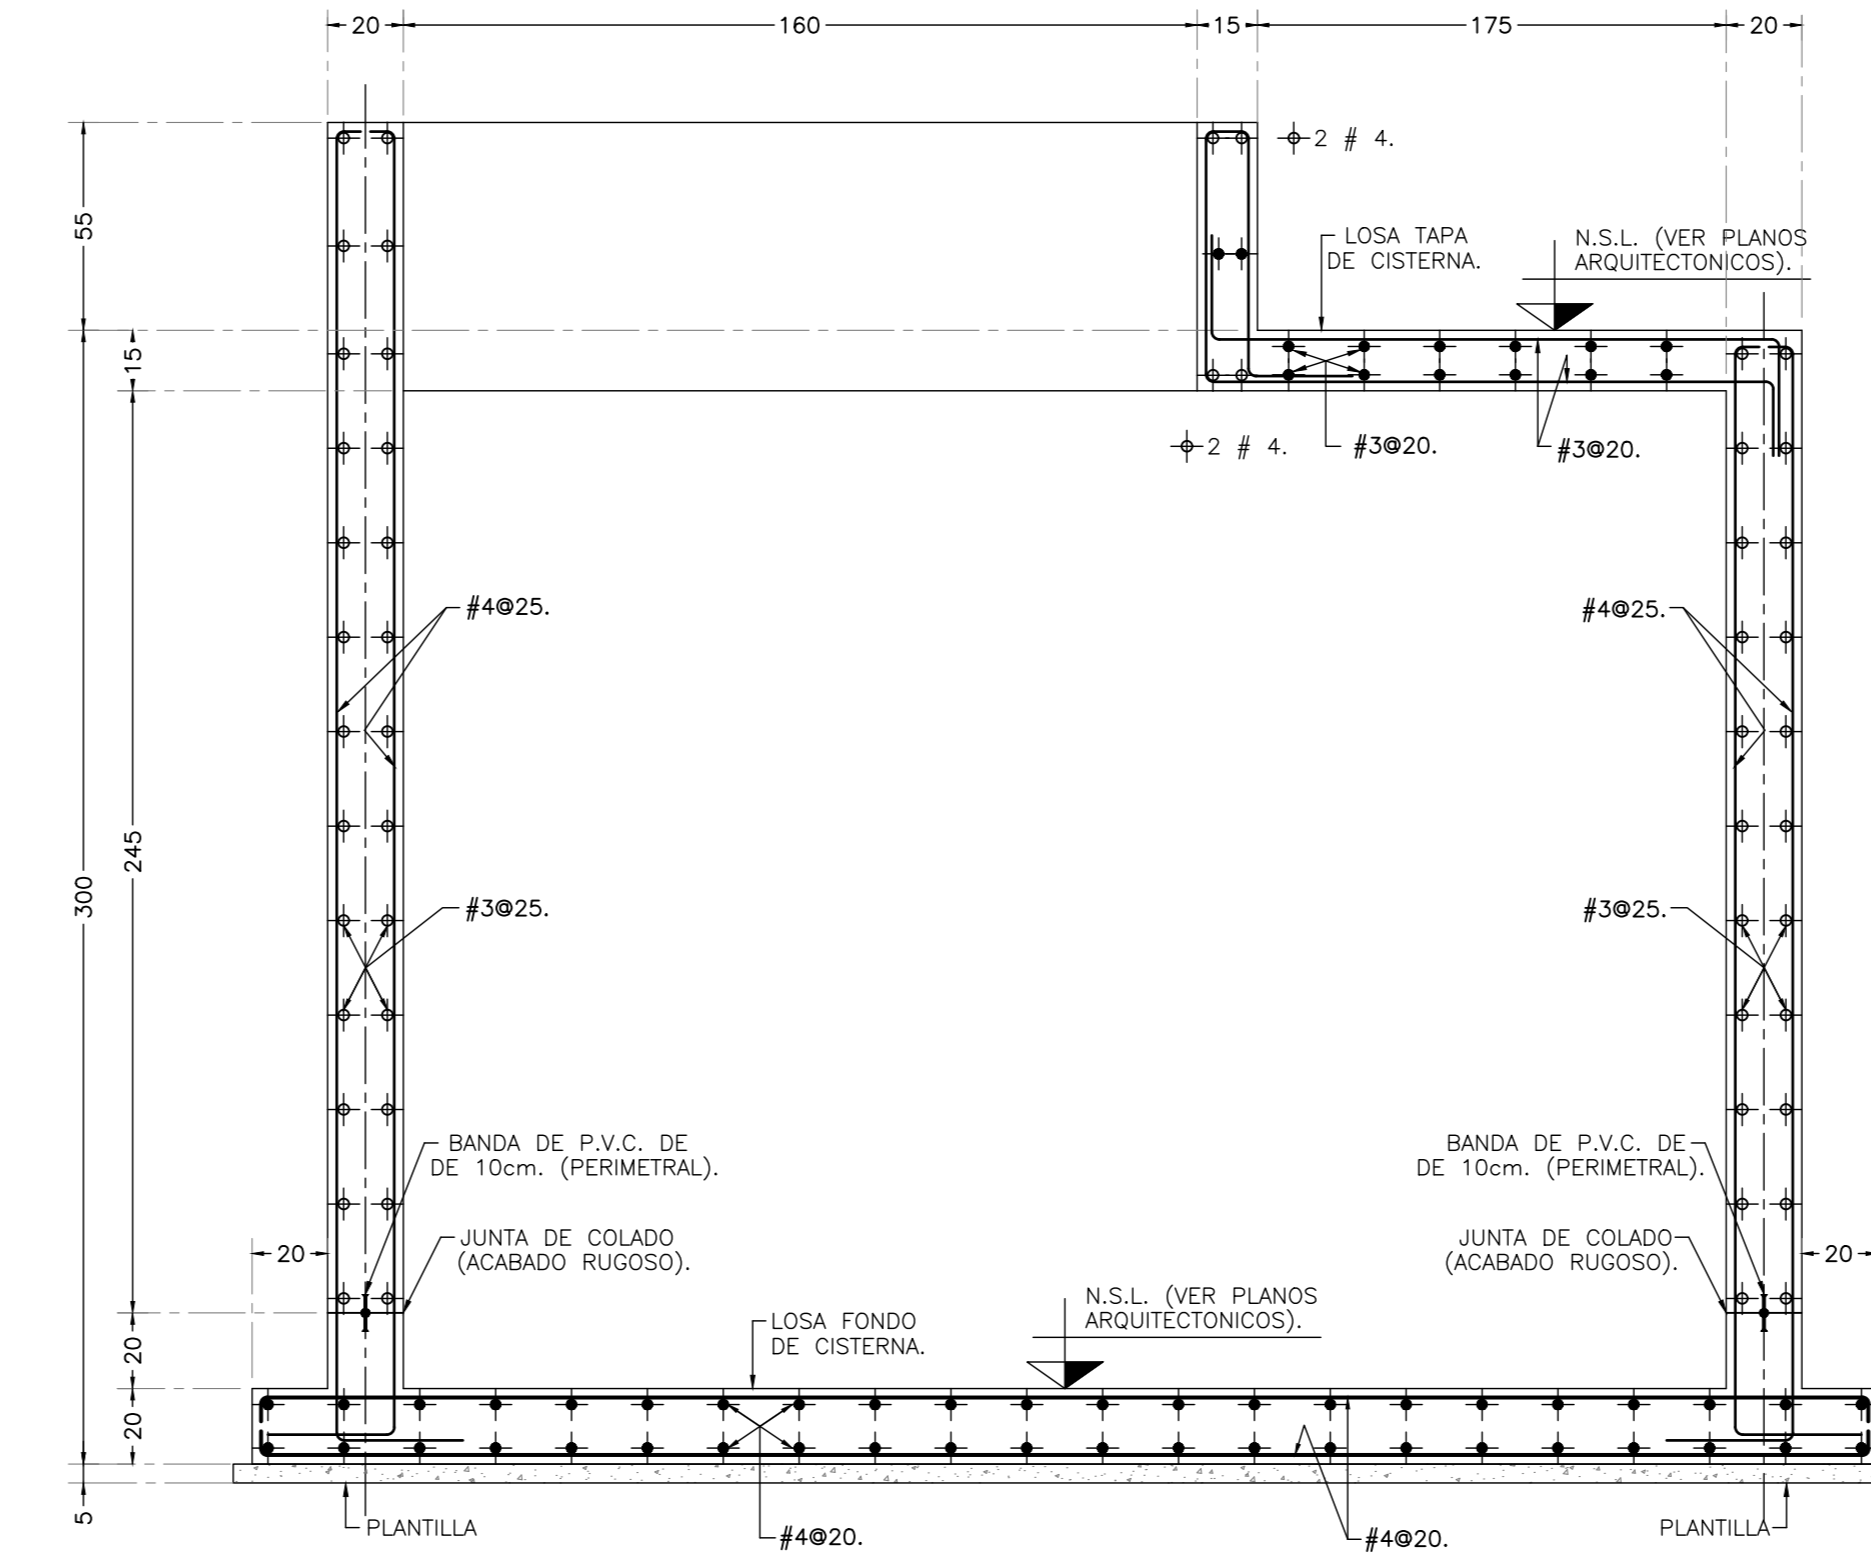 20
160
15
175
20
2 # 4.
55
LOSA TAPA
DE CISTERNA.
N.S.L. (VER PLANOS
ARQUITECTONICOS).
15
2 # 4.
#3@20.
#3@20.
#4@25.
#4@25.
245
300
#3@25.
#3@25.
BANDA DE P.V.C. DE
DE 10cm. (PERIMETRAL).
BANDA DE P.V.C. DE
DE 10cm. (PERIMETRAL).
20
JUNTA DE COLADO
(ACABADO RUGOSO).
JUNTA DE COLADO
(ACABADO RUGOSO).
20
20
LOSA FONDO
DE CISTERNA.
N.S.L. (VER PLANOS
ARQUITECTONICOS).
20
5
PLANTILLA
#4@20.
#4@20.
PLANTILLA